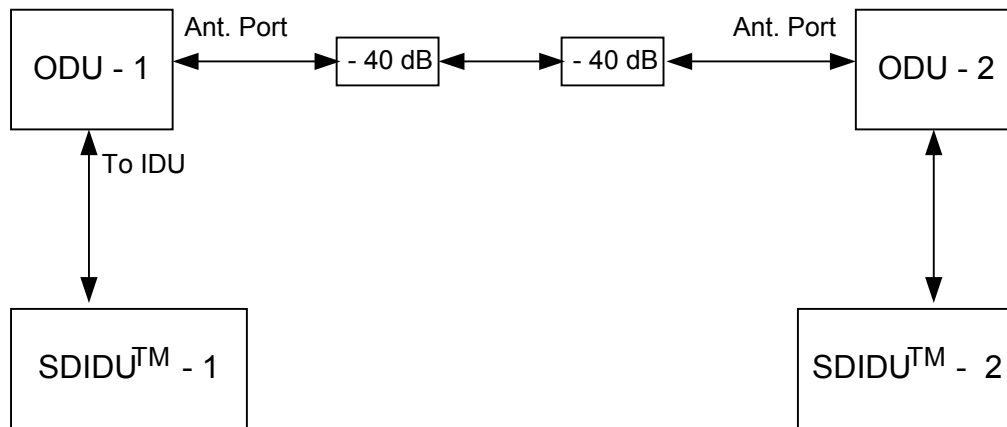 Ant. Port
Ant. Port
ODU - 1
- 40 dB
- 40 dB
ODU - 2
To IDU
SDIDU™ - 1
SDIDU™ - 2